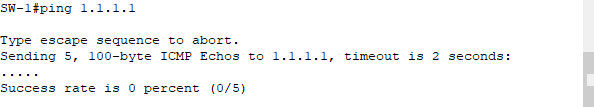 SW-1#ping 1.1.1.1
Type escape sequence to abort.
Sending 5, 100-byte ICMP Echos to 1.1.1.1, timeout is 2 seconds:
.....
Success rate is 0 percent (0/5)